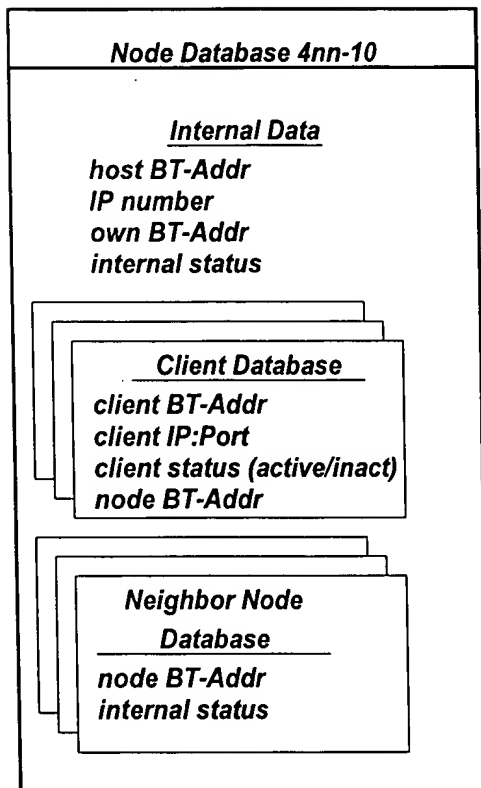 Node Database 4nn-10
Internal Data
host BT-Addr
IP number
own BT-Addr
internal status
Client Database
client BT-Addr
client IP:Port
client status (active/inact)
node BT-Addr
Neighbor Node
Database
node BT-Addr
internal status